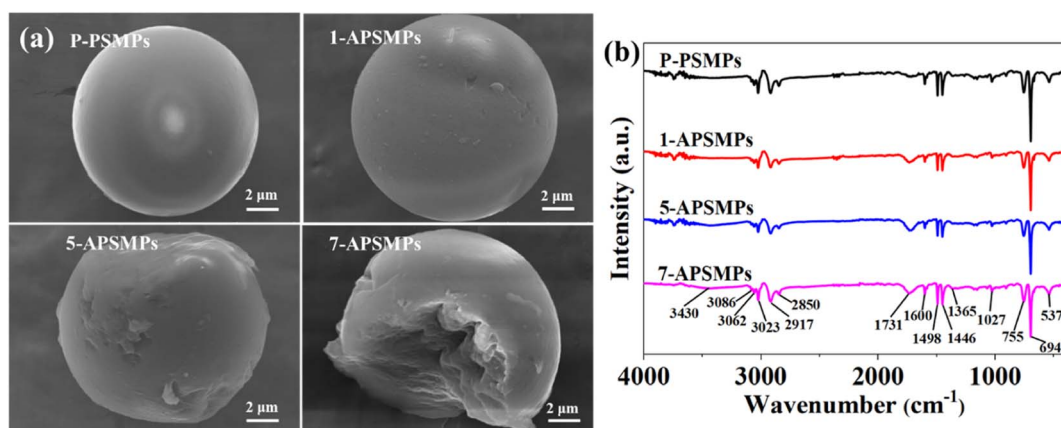 (a)
P-PSMPs
2 μm
1-APSMPs
2 μm
5-APSMPs
2 μm
7-APSMPs
2 μm
(b)
P-PSMPs
1-APSMPs
5-APSMPs
7-APSMPs
3430
3086
3062
3023
2917
2850
1731
1600
1498
1446
1365
1027
755
694
537
Intensity (a.u.)
4000 3000 2000 1000
Wavenumber (cm⁻¹)